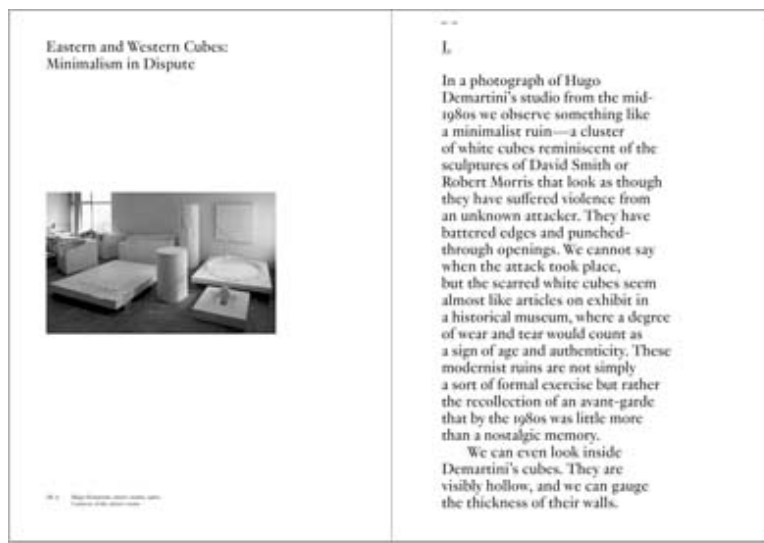 Eastern and Western Cubes:
Minimalism in Dispute
I.
In a photograph of Hugo
Demartini's studio from the mid-
1980s we observe something like
a minimalist ruin—a cluster
of white cubes reminiscent of the
sculptures of David Smith or
Robert Morris that look as though
they have suffered violence from
an unknown attacker. They have
battered edges and punched-
through openings. We cannot say
when the attack took place,
but the scarred white cubes seem
almost like articles on exhibit in
a historical museum, where a degree
of wear and tear would count as
a sign of age and authenticity. These
modernist ruins are not simply
a sort of formal exercise but rather
the recollection of an avant-garde
that by the 1980s was little more
than a nostalgic memory.
We can even look inside
Demartini's cubes. They are
visibly hollow, and we can gauge
the thickness of their walls.